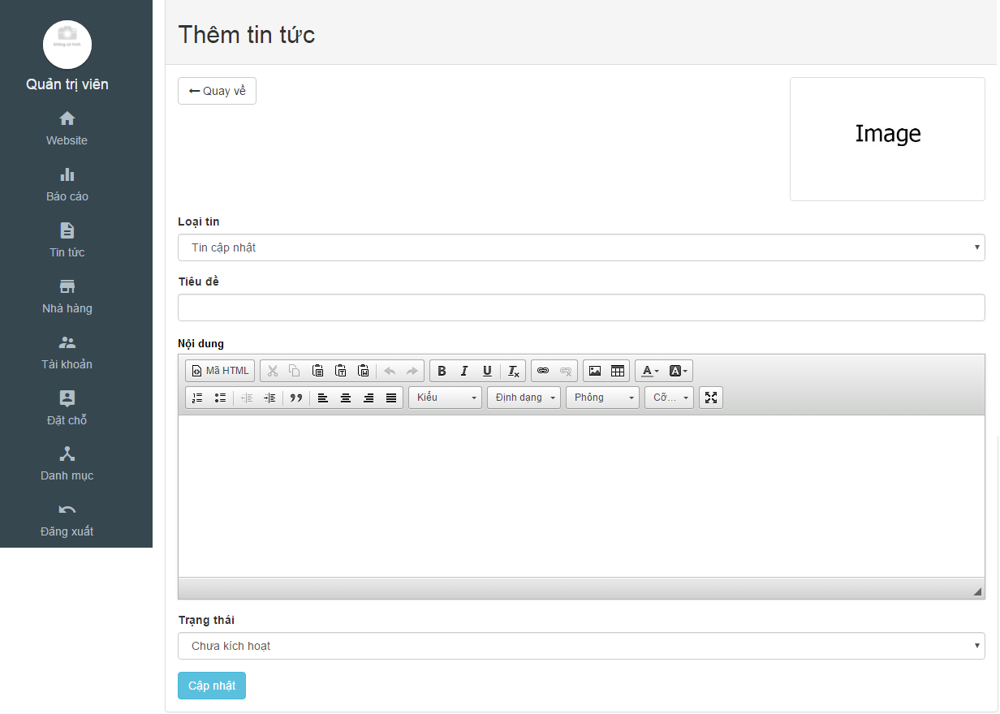 không có hình
Quản trị viên
Website
Báo cáo
Tin tức
Nhà hàng
Tài khoản
Đặt chỗ
Danh mục
Đăng xuất
Thêm tin tức
Quay về
Image
Loại tin
Tin cập nhật
Tiêu đề
Nội dung
Mã HTML
Kiểu Định dạng Phông Cỡ...
Trạng thái
Chưa kích hoạt
Cập nhật